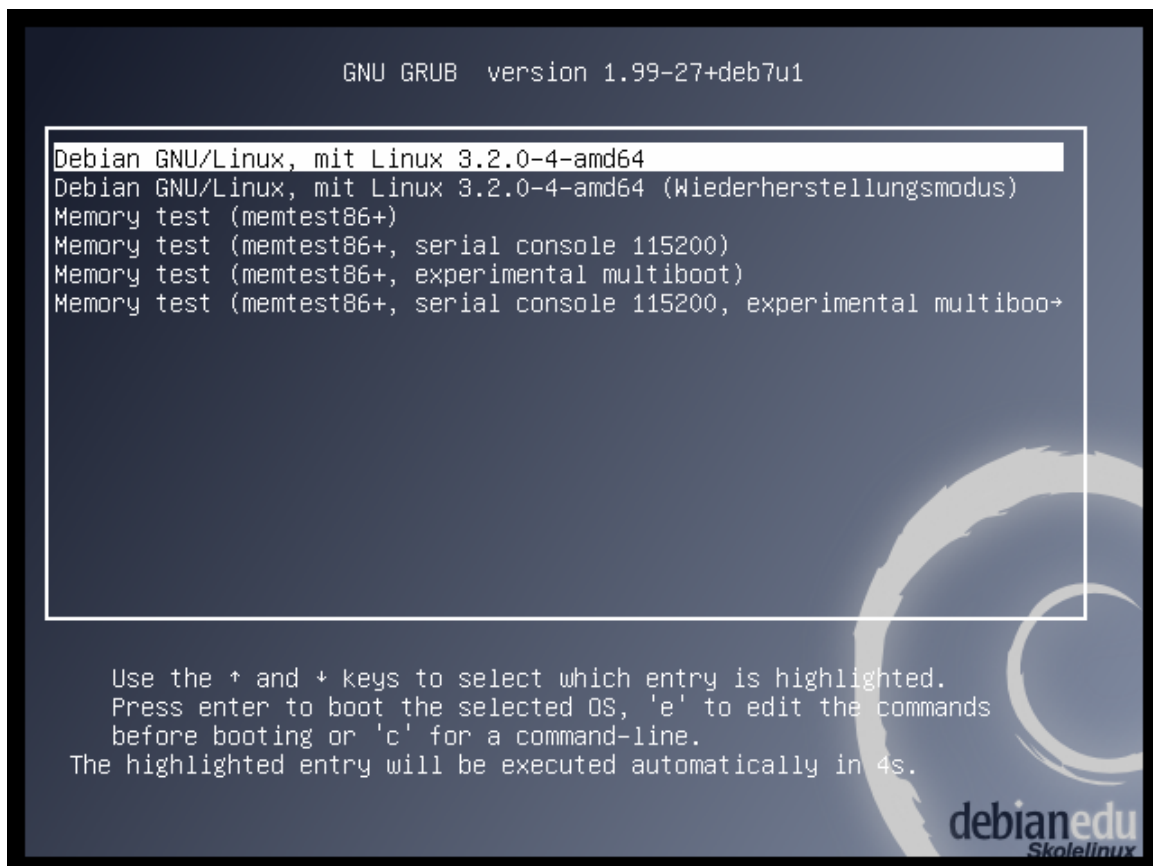 GNU GRUB  version 1.99-27+deb7u1
Debian GNU/Linux, mit Linux 3.2.0-4-amd64
Debian GNU/Linux, mit Linux 3.2.0-4-amd64 (Wiederherstellungsmodus)
Memory test (memtest86+)
Memory test (memtest86+, serial console 115200)
Memory test (memtest86+, experimental multiboot)
Memory test (memtest86+, serial console 115200, experimental multiboo→
Use the ↑ and ↓ keys to select which entry is highlighted.
Press enter to boot the selected OS, 'e' to edit the commands
before booting or 'c' for a command-line.
The highlighted entry will be executed automatically in 4s.
debianedu
Skolelinux